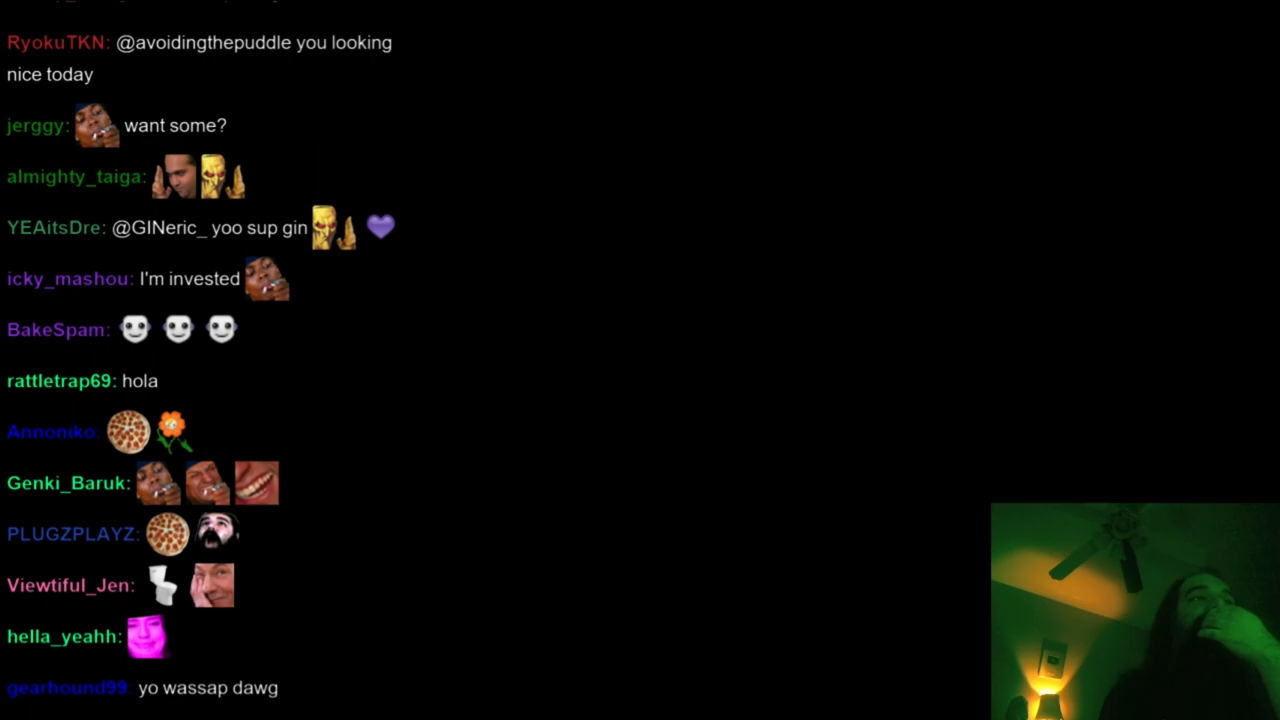 RyokuTKN: @avoidingthepuddle you looking
nice today
jerggy: want some?
almighty_taiga:
YEAitsDre: @GINeric_ yoo sup gin
icky_mashou: I'm invested
BakeSpam:
rattletrap69: hola
Annoniko:
Genki_Baruk:
PLUGZPLAYZ:
Viewtiful_Jen:
hella_yeahh:
gearhound99: yo wassap dawg